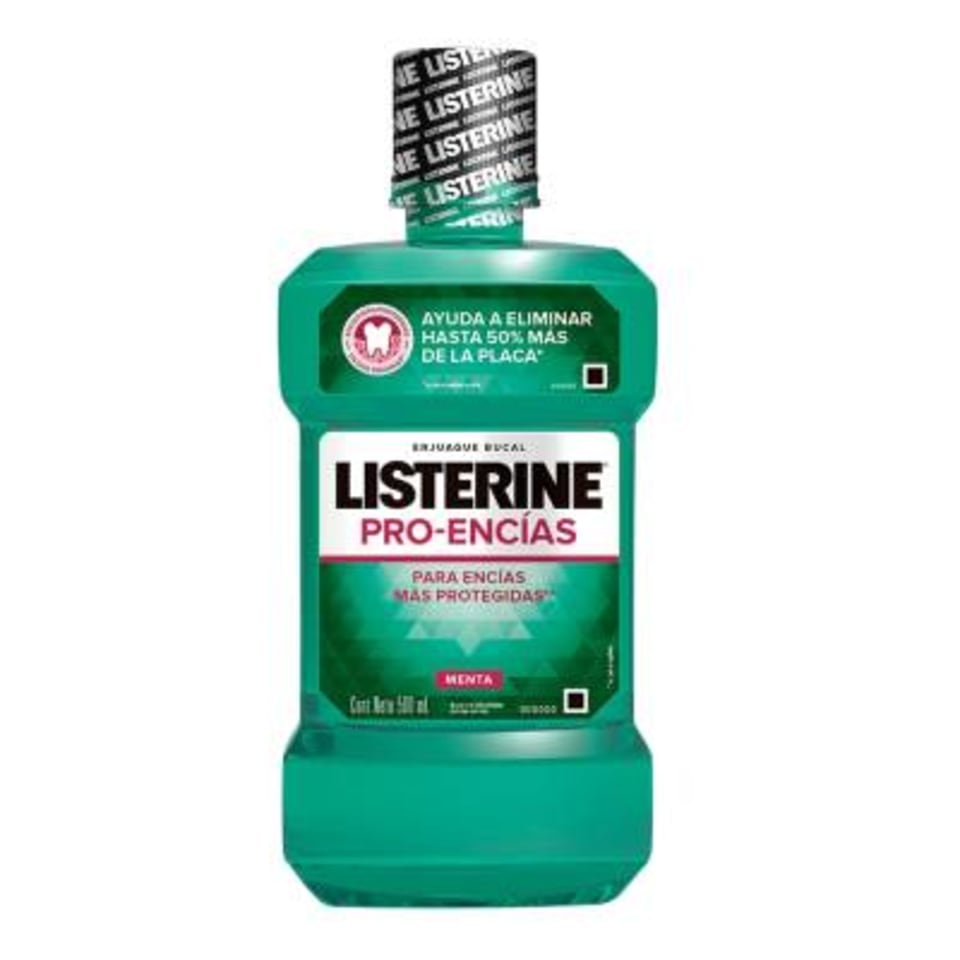 LISTERINE
LISTERINE
LISTERINE
LISTERINE
AYUDA A ELIMINAR
HASTA 50% MÁS
DE LA PLACA*
ENJUAGUE BUCAL
LISTERINE
PRO-ENCÍAS
PARA ENCÍAS
MÁS PROTEGIDAS**
MENTA
Cont. Neto 500 ml